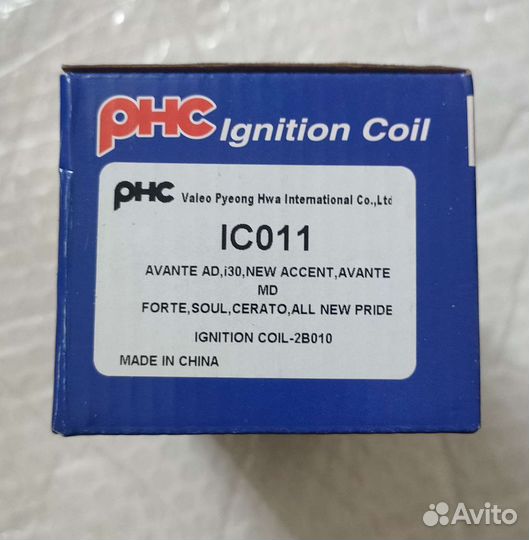 PHC Ignition Coil
PHC Valeo Pyeong Hwa International Co.,Ltd
IC011
AVANTE AD,i30,NEW ACCENT,AVANTE
MD
FORTE,SOUL,CERATO,ALL NEW PRIDE
IGNITION COIL-2B010
MADE IN CHINA
Avito